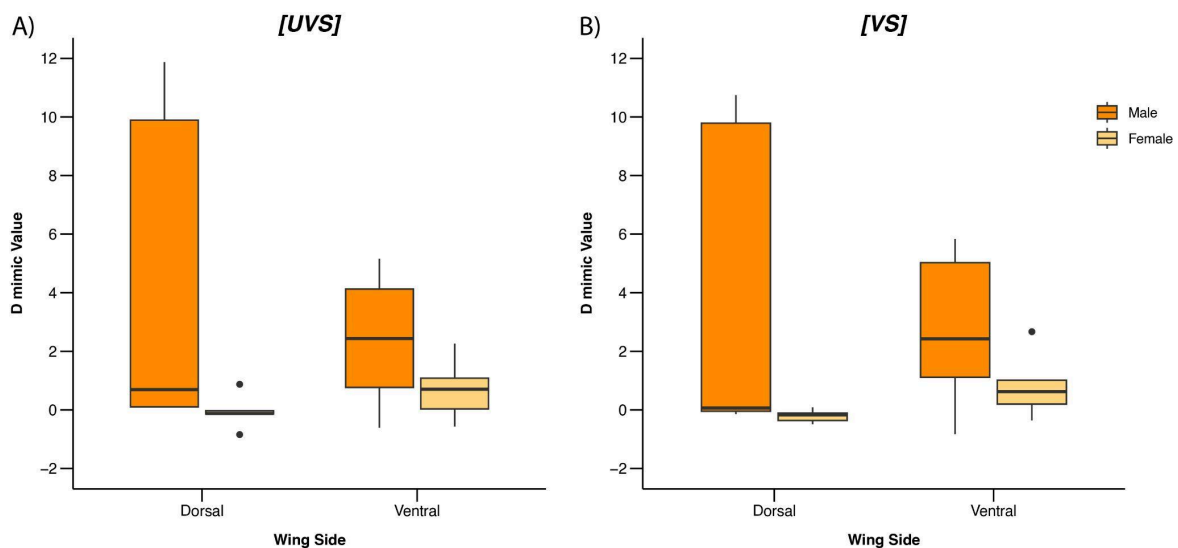 A)
[UVS]
12
10
8
6
4
2
0
−2
D mimic Value
Dorsal
Ventral
Wing Side
B)
[VS]
12
10
8
6
4
2
0
−2
D mimic Value
Dorsal
Ventral
Wing Side
Male
Female